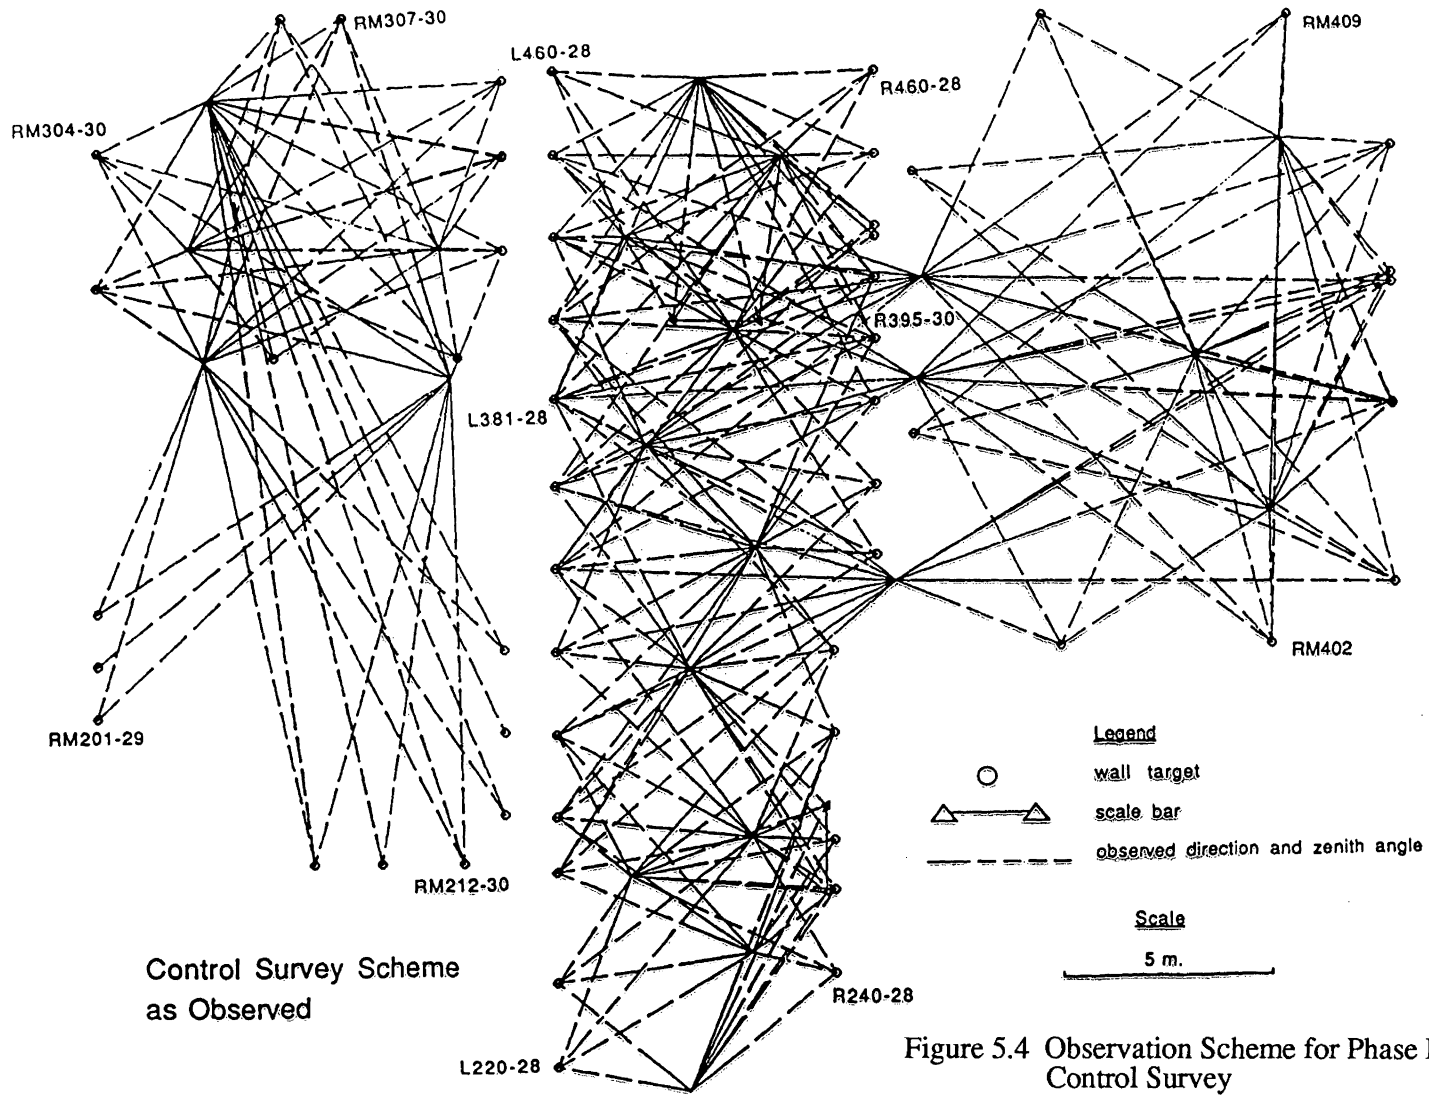 RM307-30
RM409
L460-28
R460-28
RM304-30
R395-30
L381-28
RM402
RM201-29
Legend
wall target
scale bar
observed direction and zenith angle
RM212-30
Scale
5 m.
Control Survey Scheme
as Observed
R240-28
L220-28
Figure 5.4 Observation Scheme for Phase
Control Survey